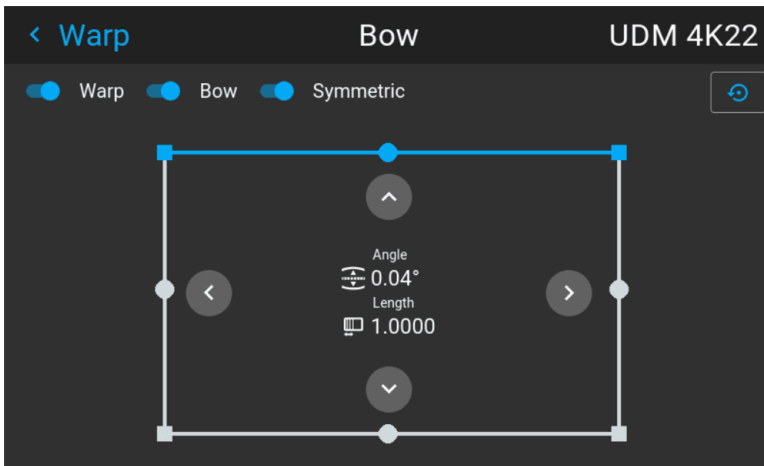 Warp Bow UDM 4K22
Warp Bow Symmetric
Angle
0.04°
Length
1.0000